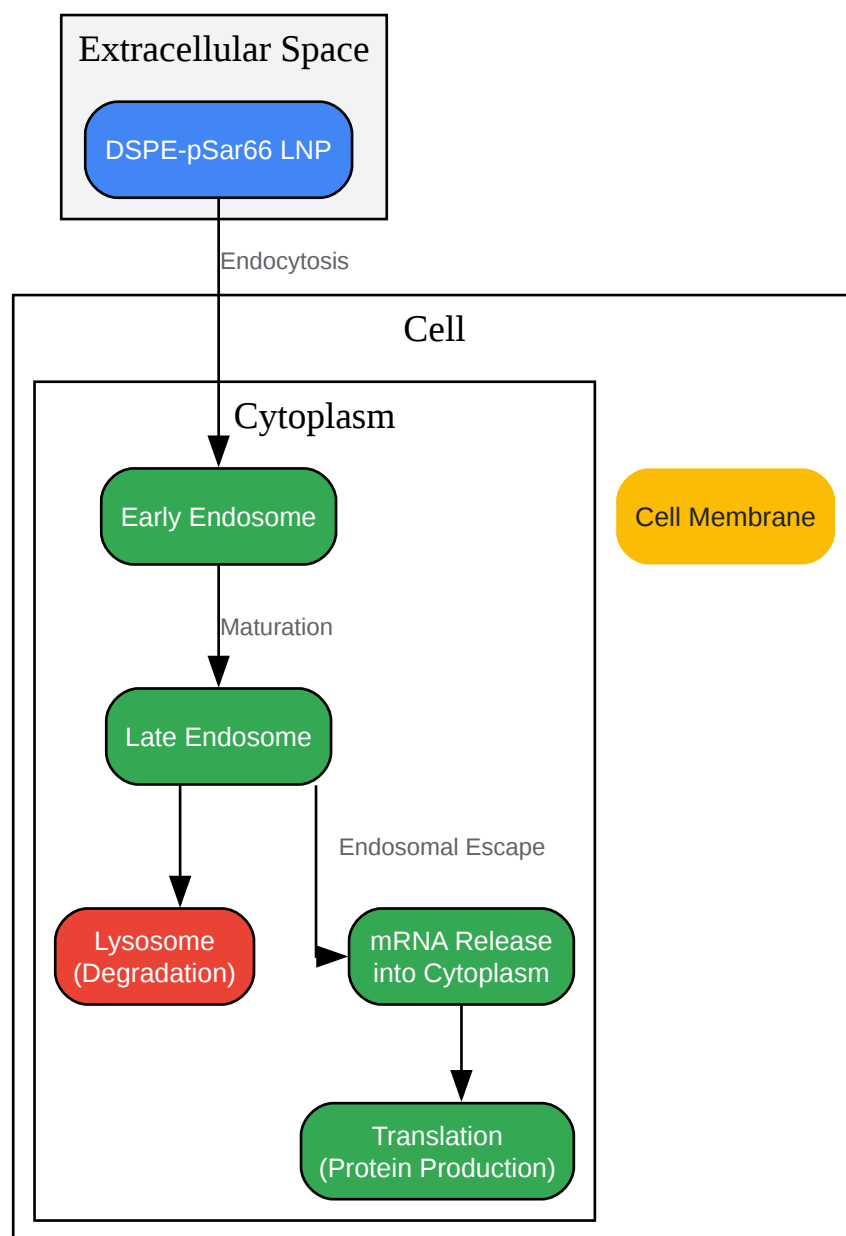 Extracellular Space
DSPE-pSar66 LNP
Endocytosis
Cell
Cytoplasm
Early Endosome
Cell Membrane
Maturation
Late Endosome
Endosomal Escape
Lysosome
(Degradation)
mRNA Release
into Cytoplasm
Translation
(Protein Production)